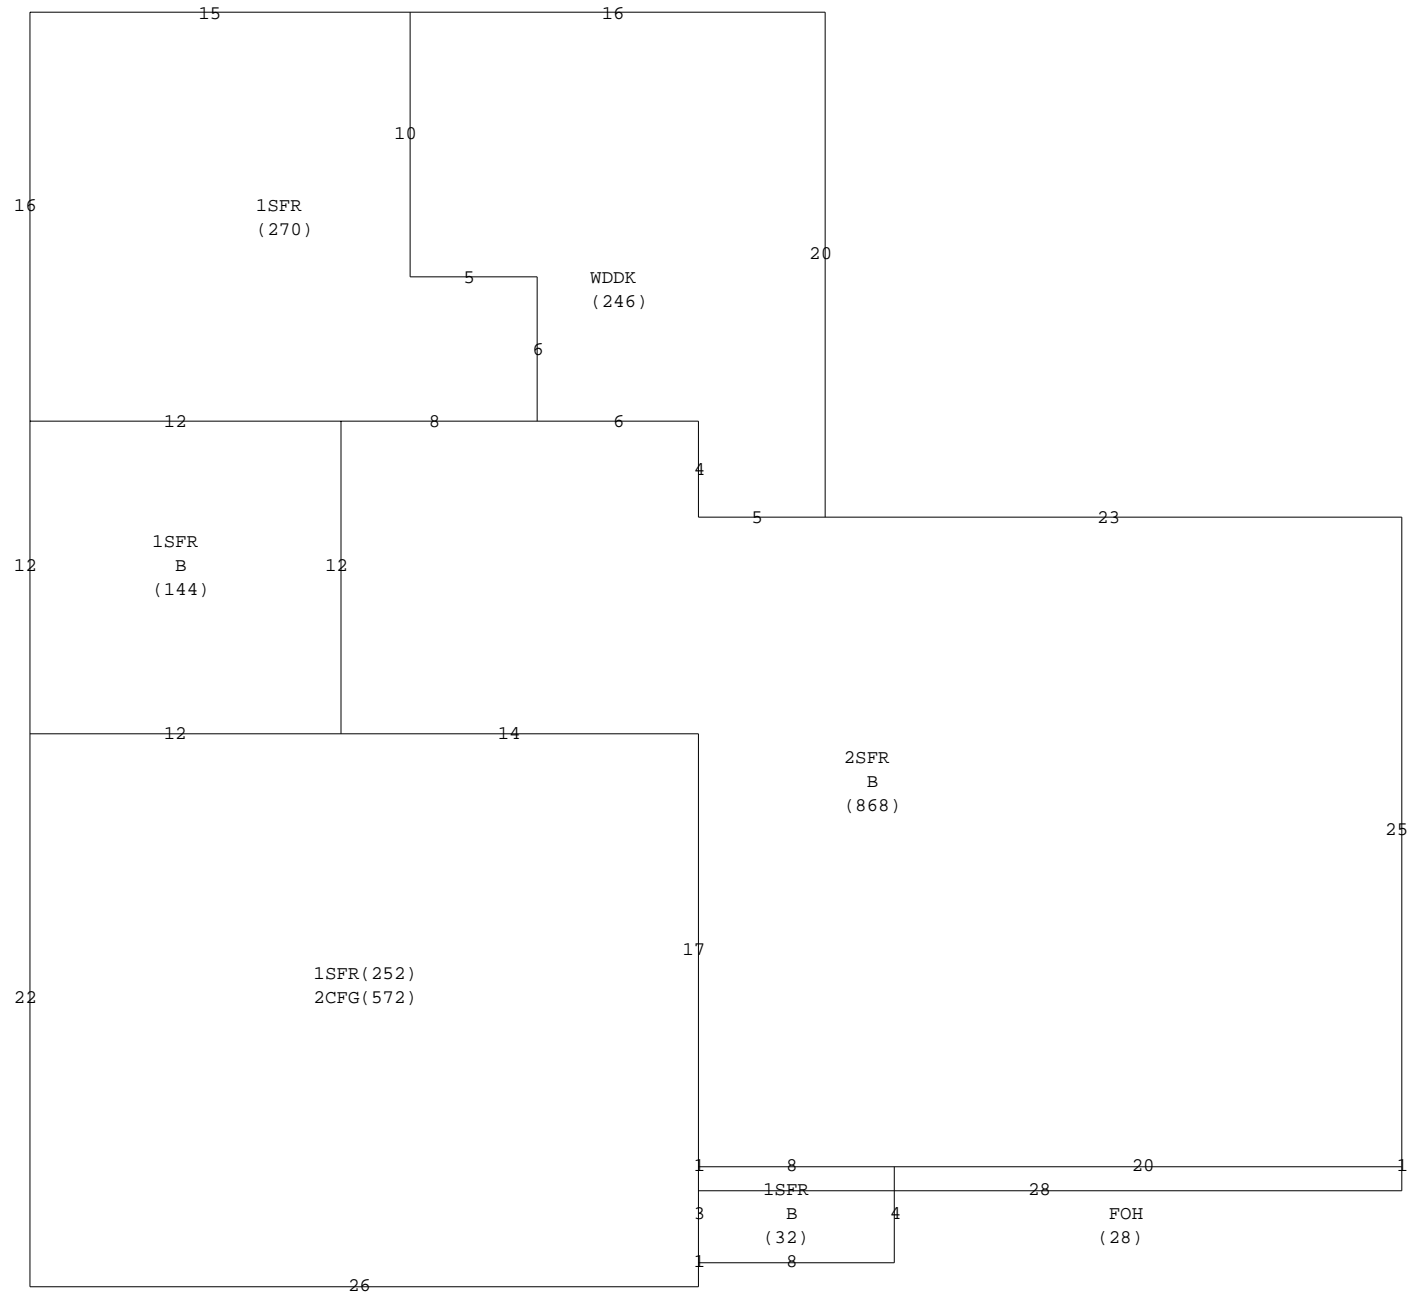 15 16
10
16 1SFR
(270)
20
5 WDDK
(246)
6
12 8 6
4
5 23
1SFR
12 B 12
(144)
12 14
2SFR
B
(868)
25
17
1SFR(252)
22 2CFG(572)
1 8 20 1
1SFR 28
3 B 4 FOH
(32) (28)
1 8
26